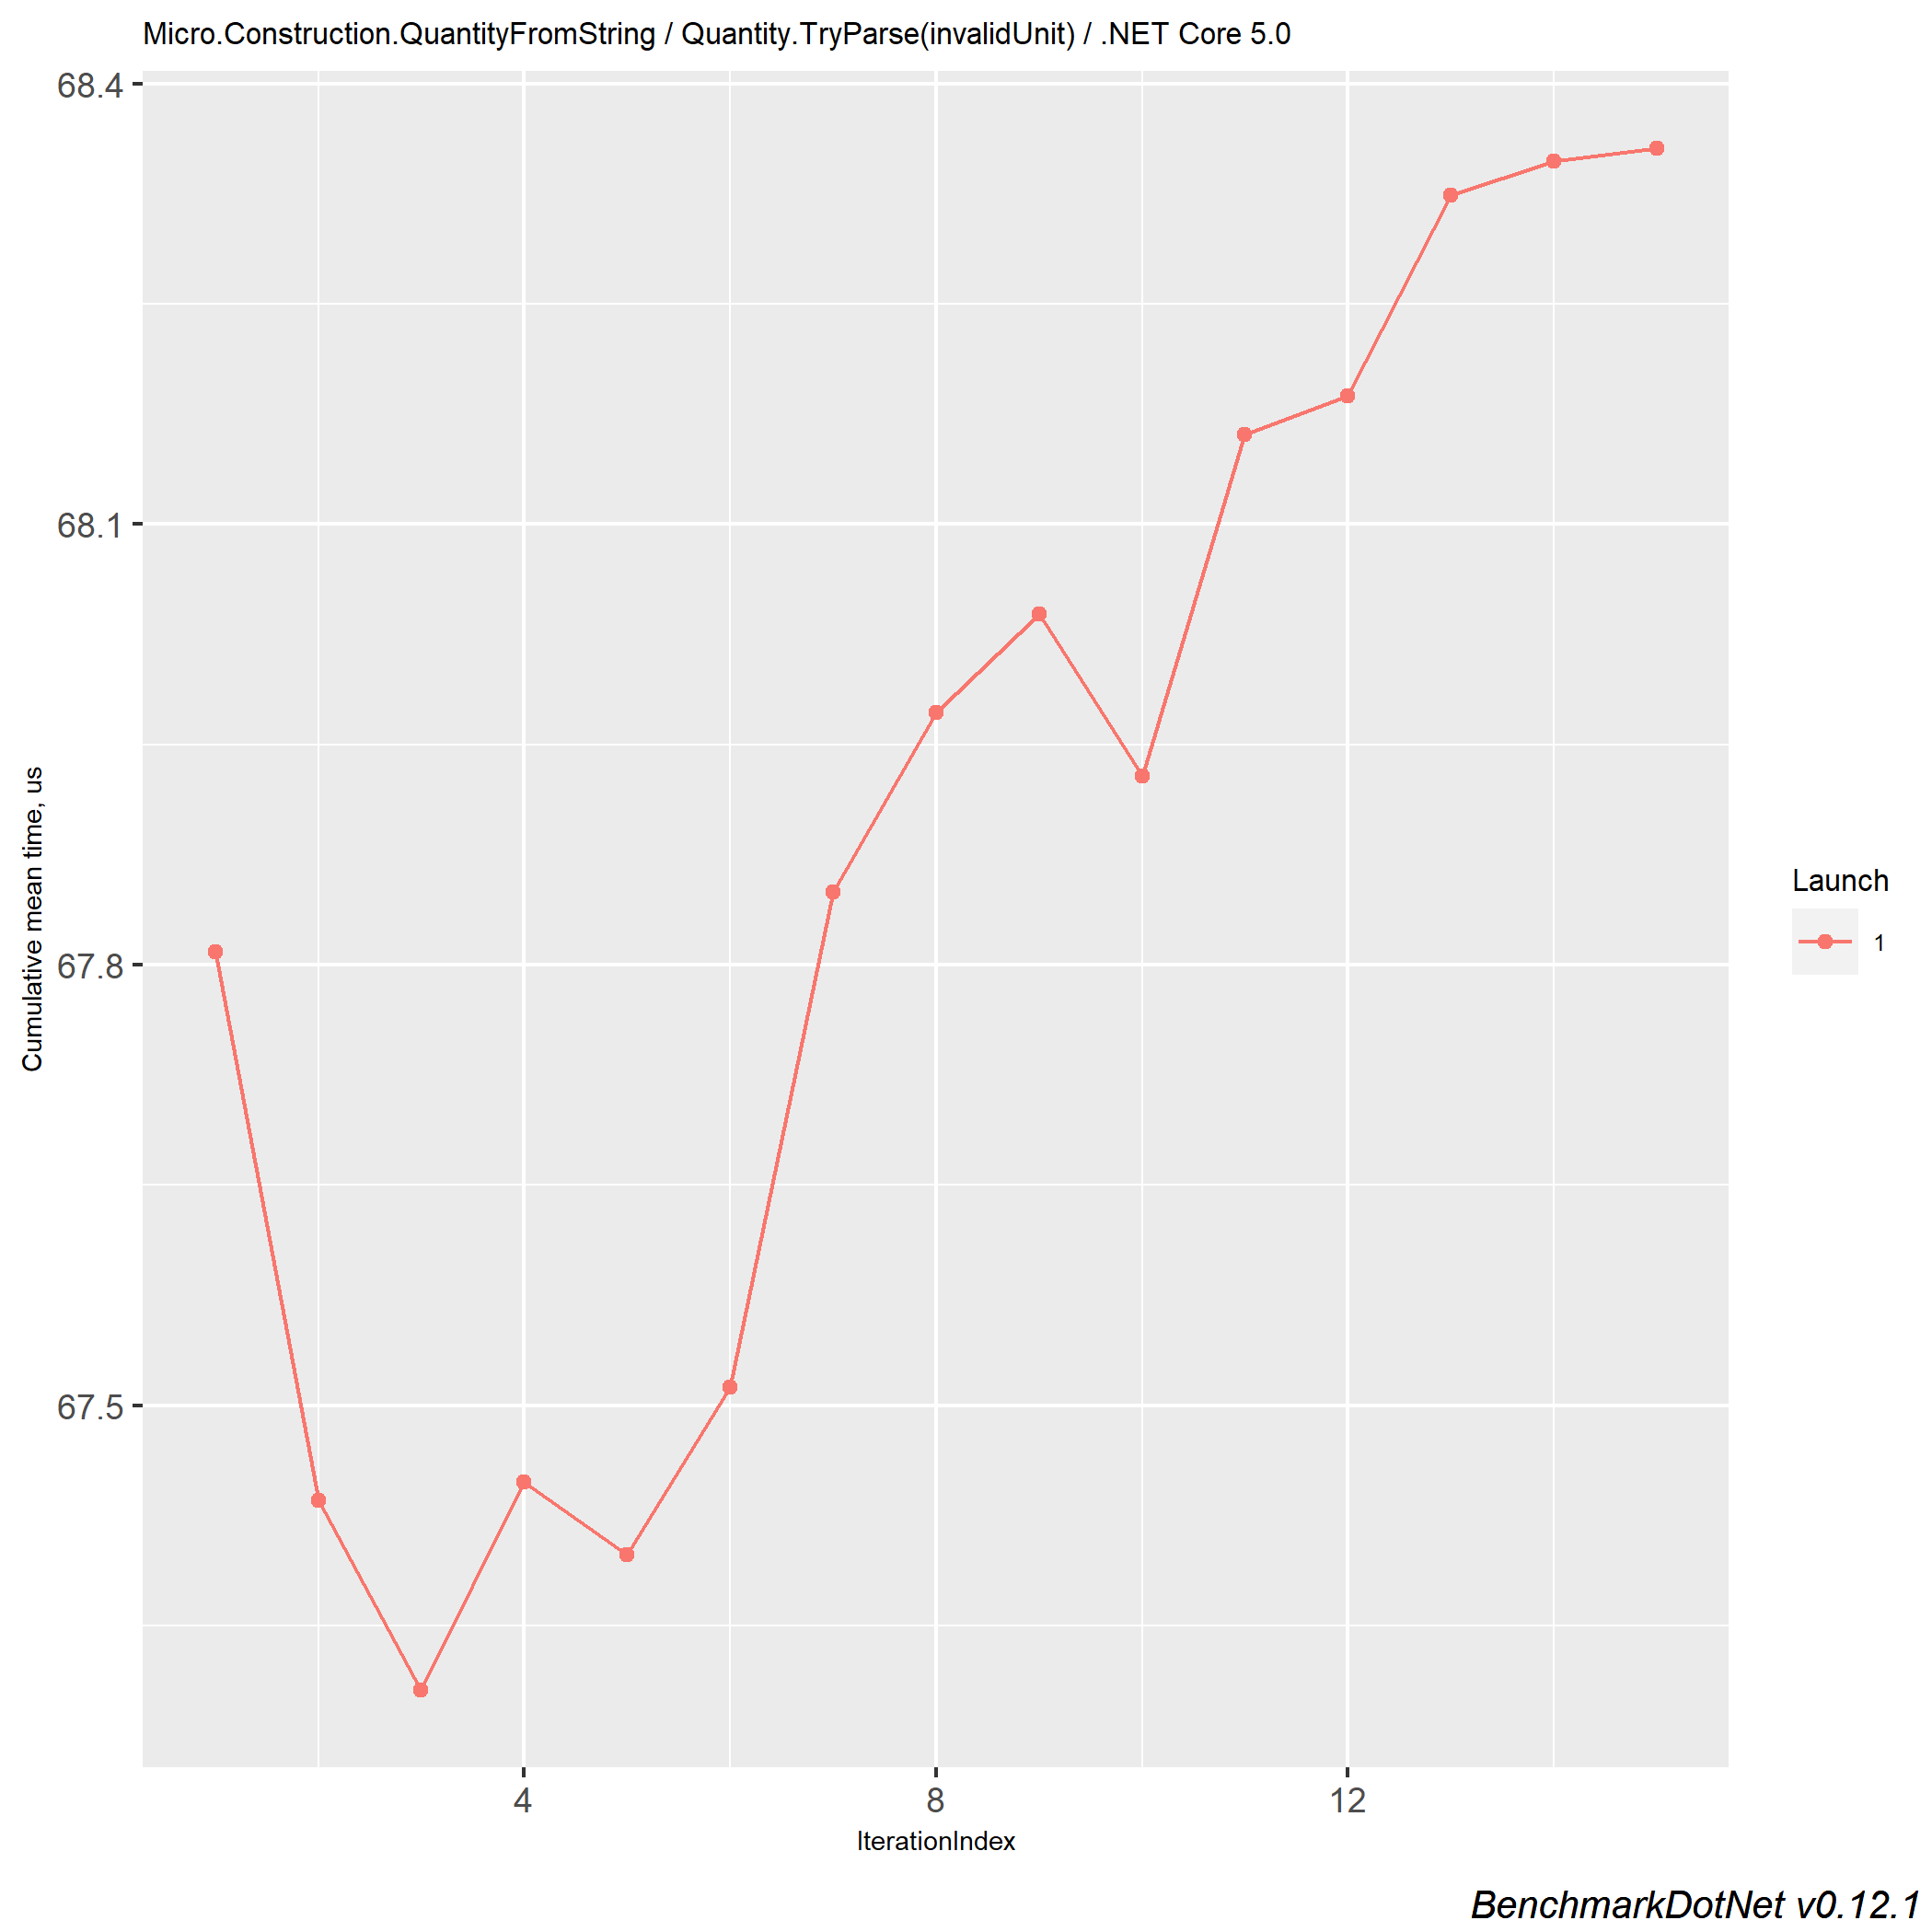 Micro.Construction.QuantityFromString / Quantity.TryParse(invalidUnit) / .NET Core 5.0
68.4
68.1
67.8
67.5
Cumulative mean time, us
4
8
12
IterationIndex
Launch
1
BenchmarkDotNet v0.12.1